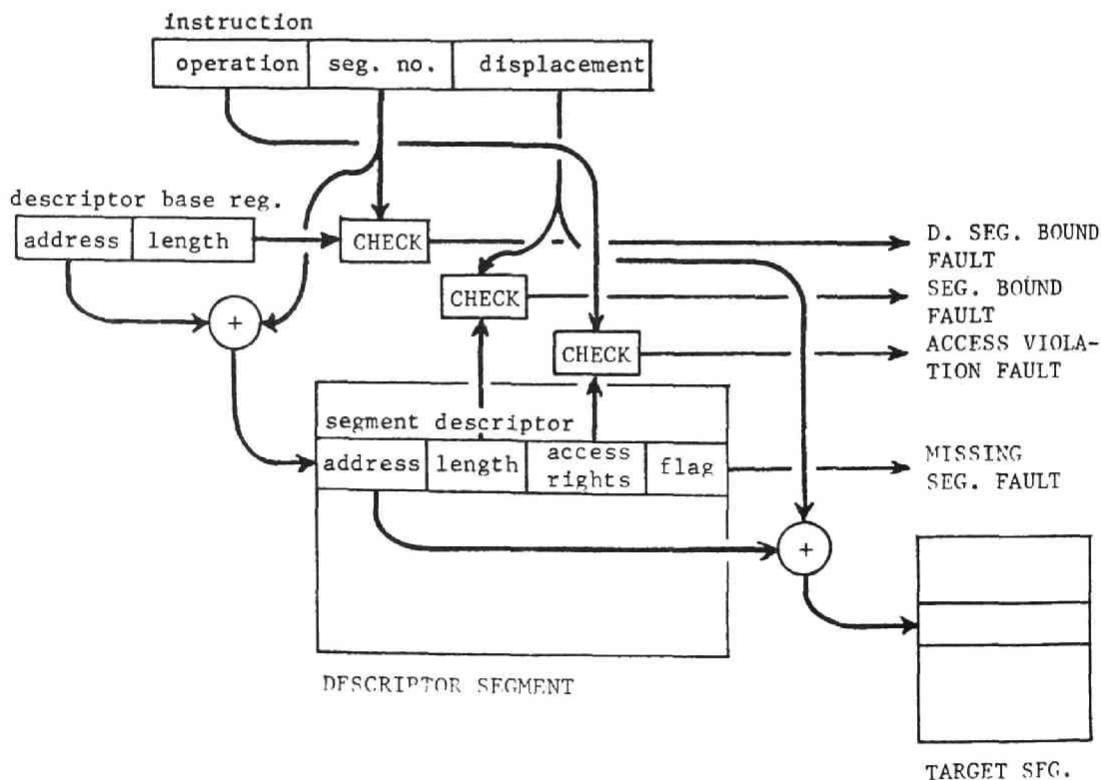 instruction
operation seg. no. displacement
descriptor base reg.
address length
CHECK
D. SEG. BOUND
FAULT
CHECK
SEG. BOUND
FAULT
+
CHECK
ACCESS VIOLA-
TION FAULT
segment descriptor
address length access rights flag
MISSING
SEG. FAULT
+
DESCRIPTOR SEGMENT
TARGET SEG.